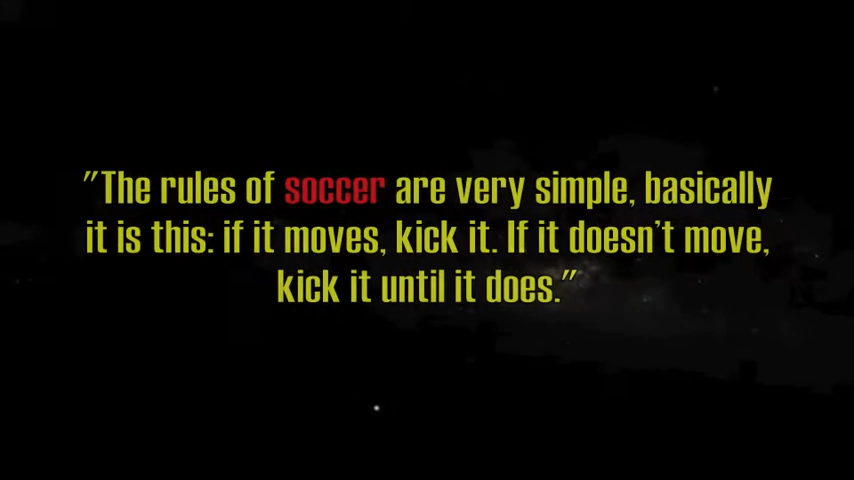 "The rules of soccer are very simple, basically
it is this: if it moves, kick it. If it doesn't move,
kick it until it does."